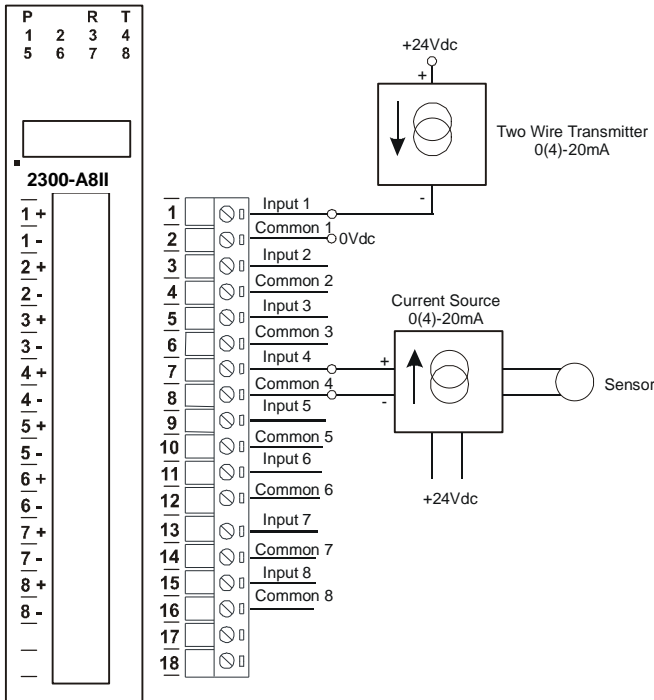 P R T
1 2 3 4
5 6 7 8
2300-A8II
1 +
1 -
2 +
2 -
3 +
3 -
4 +
4 -
5 +
5 -
6 +
6 -
7 +
7 -
8 +
8 -
1
2
3
4
5
6
7
8
9
10
11
12
13
14
15
16
17
18
Input 1
Common 1
0Vdc
Input 2
Common 2
Input 3
Common 3
Input 4
Common 4
Input 5
Common 5
Input 6
Common 6
Input 7
Common 7
Input 8
Common 8
+24Vdc
+
-
Two Wire Transmitter
0(4)-20mA
Current Source
0(4)-20mA
+
-
Sensor
+24Vdc